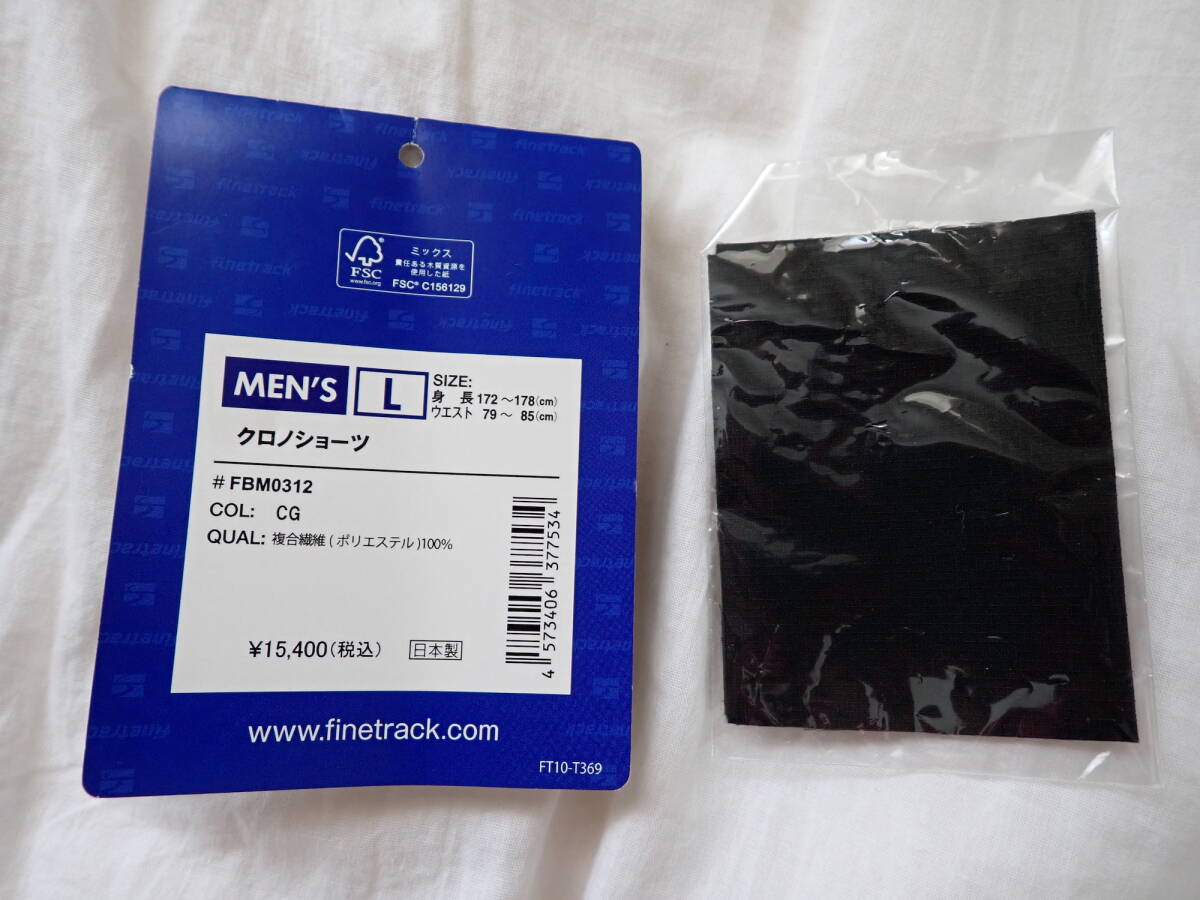 finetrack
ミックス
責任ある木質資源を
使用した紙
FSC
www.fsc.org
FSC® C156129
MEN'S
L
SIZE:
身 長 172～178(cm)
ウエスト 79～ 85(cm)
クロノショーツ
# FBM0312
COL: CG
QUAL: 複合繊維 ( ポリエステル )100%
¥15,400(税込)
日本製
4 573406 377534
www.finetrack.com
FT10-T369